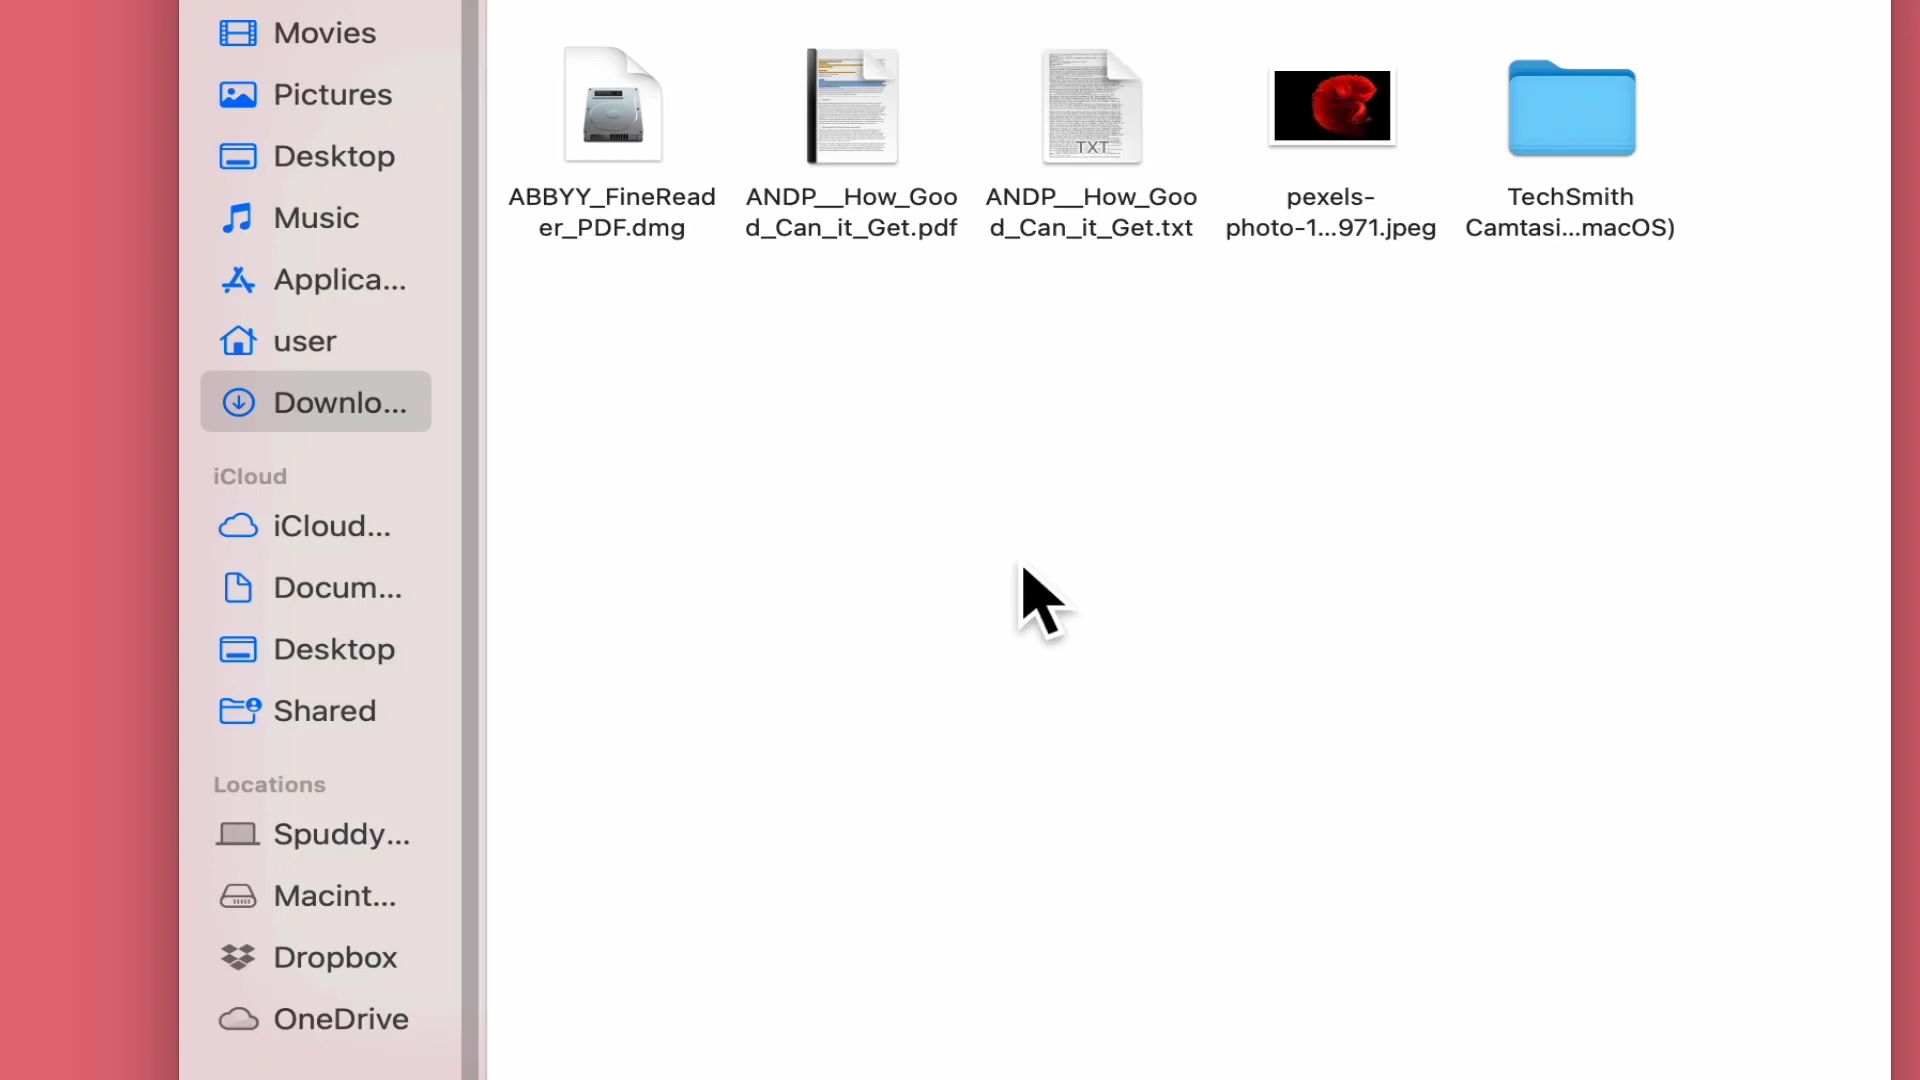 Movies
Pictures
Desktop
Music
Applica...
user
Downlo...
iCloud
iCloud...
Docum...
Desktop
Shared
Locations
Spuddy...
Macint...
Dropbox
OneDrive
ABBYY_FineRead
er_PDF.dmg
ANDP__How_Goo
d_Can_it_Get.pdf
TXT
ANDP__How_Goo
d_Can_it_Get.txt
pexels-
photo-1...971.jpeg
TechSmith
Camtasi...macOS)